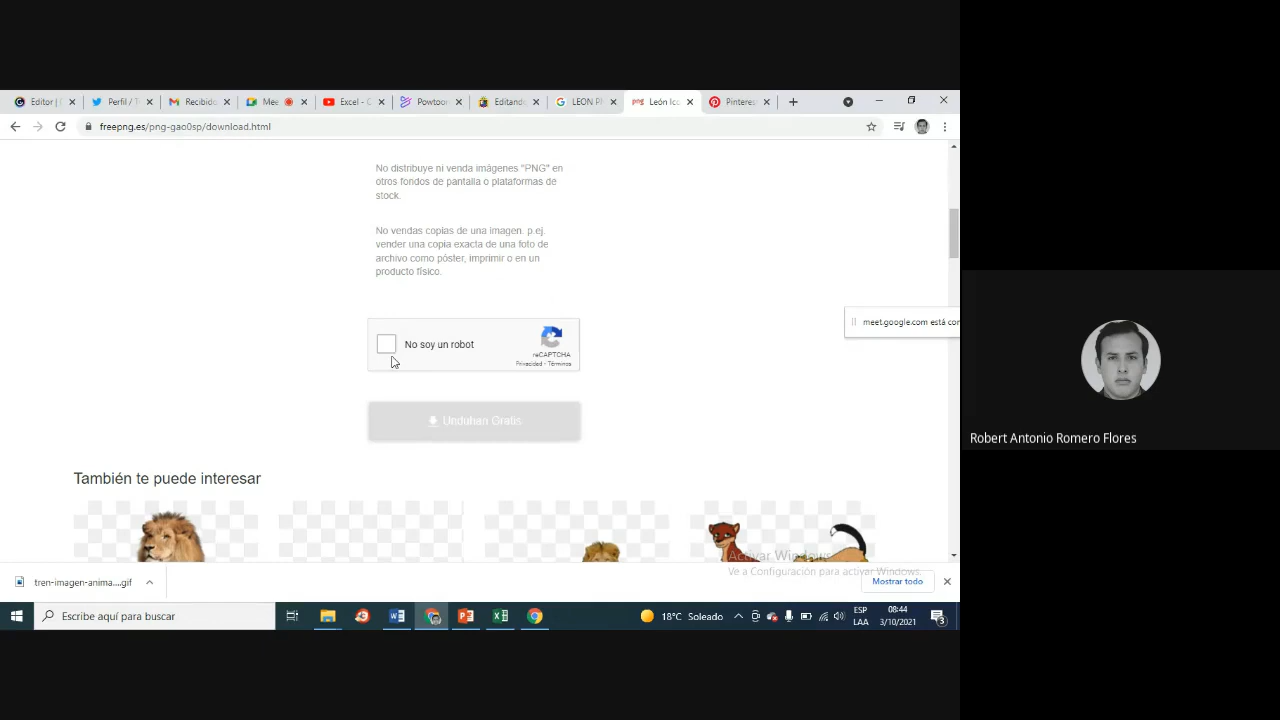 Editor |
Perfil / T
Recibido
Mee
Excel - C
Powtoon
Editando
LEON P
León Ico
Pinteres
freepng.es/png-gao0sp/download.html
No distribuye ni venda imágenes "PNG" en
otros fondos de pantalla o plataformas de
stock.
No vendas copias de una imagen. p.ej.
vender una copia exacta de una foto de
archivo como póster, imprimir o en un
producto físico.
meet.google.com está con
No soy un robot
reCAPTCHA
Privacidad - Términos
Unduhan Gratis
Robert Antonio Romero Flores
También te puede interesar
Activar Windows
Ve a Configuración para activar Windows.
tren-imagen-anima....gif
Mostrar todo
Escribe aquí para buscar
18°C Soleado
ESP
LAA
08:44
3/10/2021
3